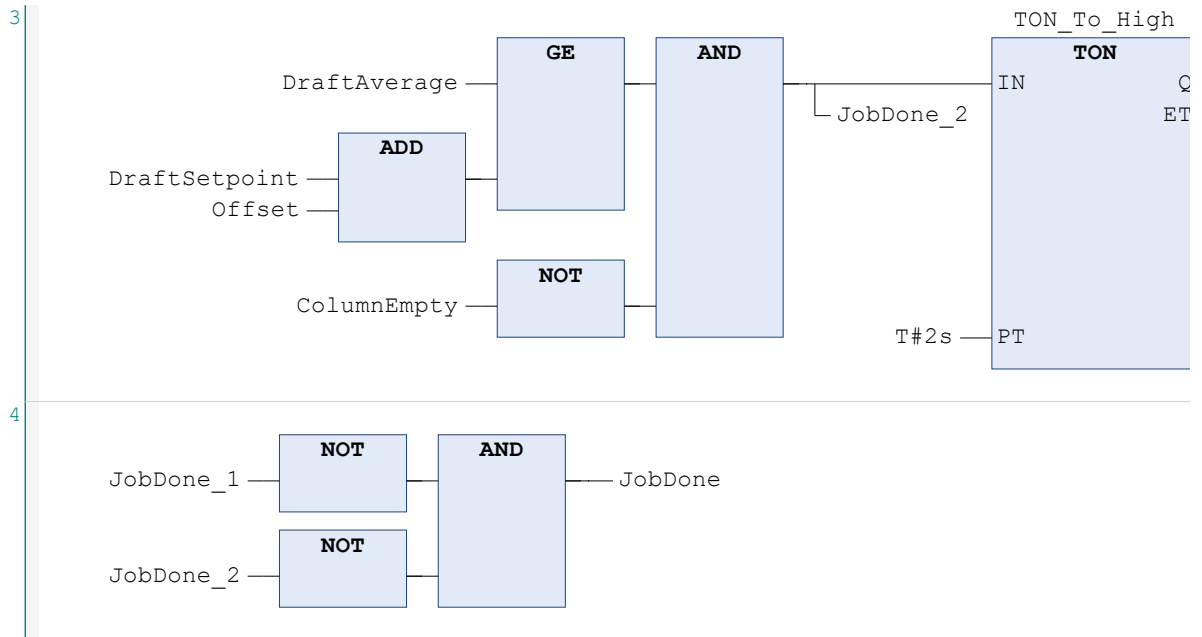 3
TON_To_High
GE
AND
TON
DraftAverage
IN
Q
JobDone_2
ET
ADD
DraftSetpoint
Offset
NOT
ColumnEmpty
T#2s
PT
4
NOT
AND
JobDone_1
JobDone
NOT
JobDone_2